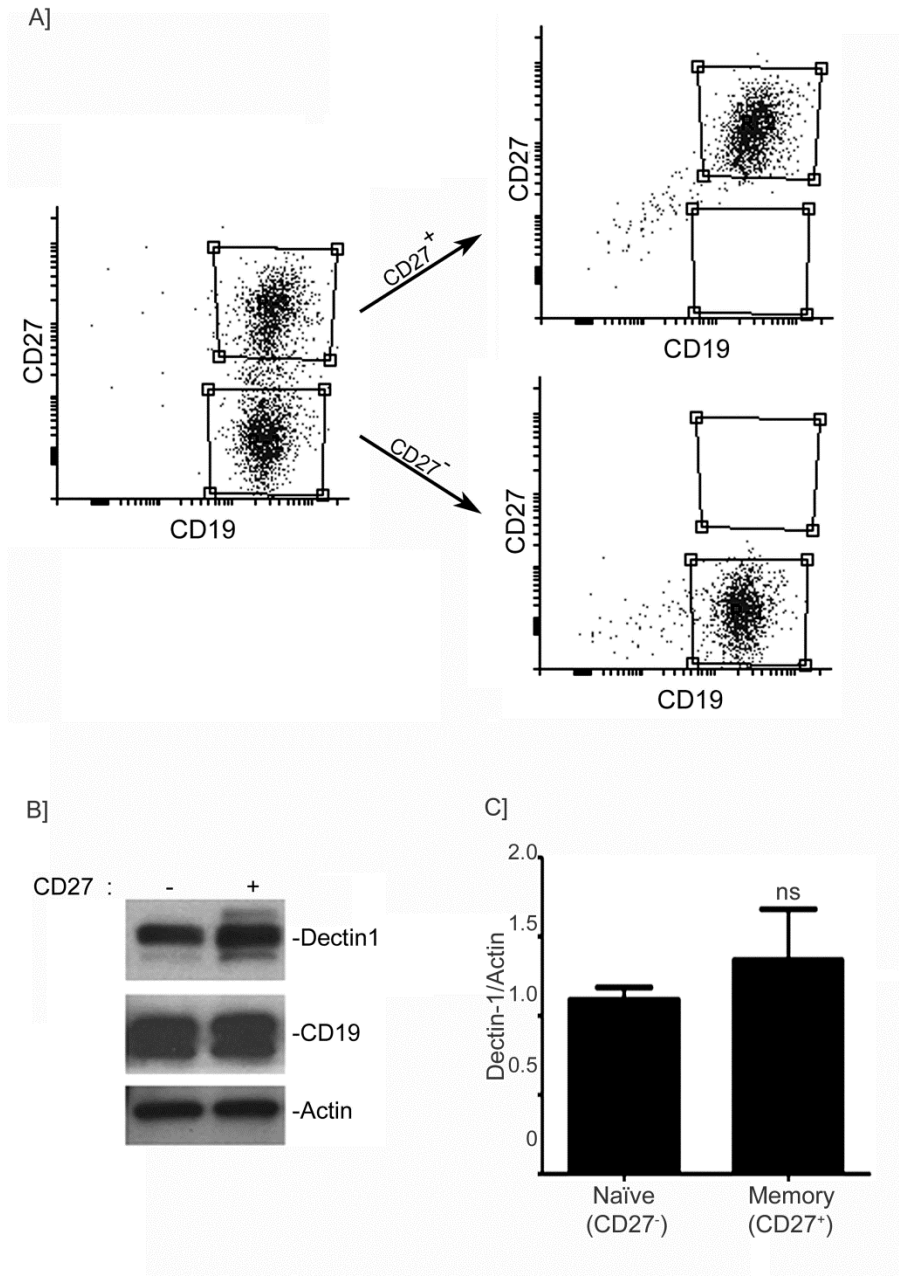 A]
CD27
CD19
CD27+
CD27-
CD27
CD19
CD27
CD19
B]
CD27 : - +
-Dectin1
-CD19
-Actin
C]
Dectin-1/Actin
2.0
1.5
1.0
0.5
0
ns
Naïve
(CD27-)
Memory
(CD27+)